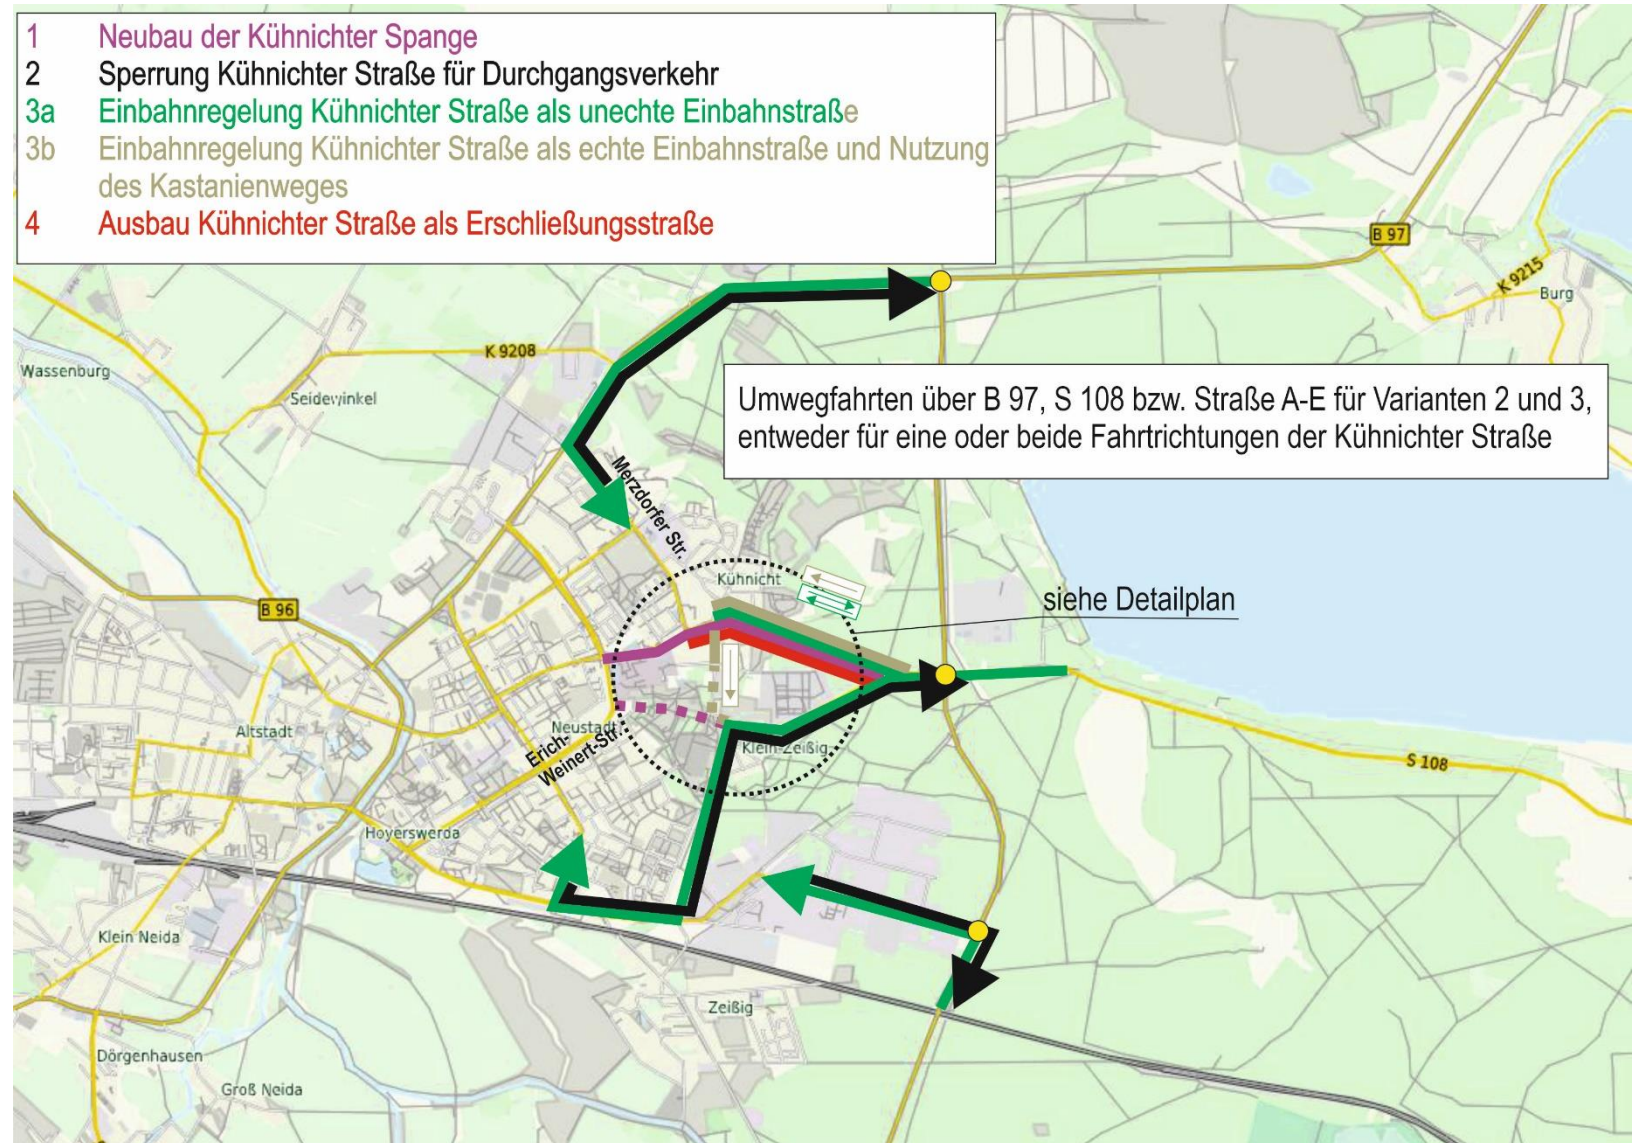 1 Neubau der Kühnichter Spange
2 Sperrung Kühnichter Straße für Durchgangsverkehr
3a Einbahnregelung Kühnichter Straße als unechte Einbahnstraße
3b Einbahnregelung Kühnichter Straße als echte Einbahnstraße und Nutzung
des Kastanienweges
4 Ausbau Kühnichter Straße als Erschließungsstraße
B 97
K 9215
Burg
K 9208
Wassenburg
Seidewinkel
Umwegfahrten über B 97, S 108 bzw. Straße A-E für Varianten 2 und 3,
entweder für eine oder beide Fahrtrichtungen der Kühnichter Straße
Merzdorfer Str.
Kühnicht
siehe Detailplan
B 96
Altstadt
Neustadt
Erich-
Weinert-Str.
Klein-Zeißig
S 108
Hoyerswerda
Klein Neida
Zeißig
Dörgenhausen
Groß Neida